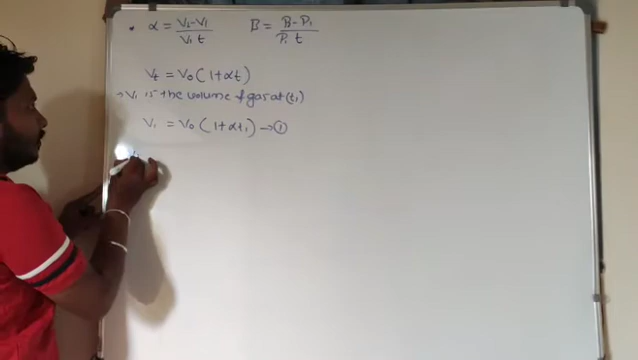 α = V₂-V₁ / V₁ t   β = P₂-P₁ / P₁ t
Vt = V₀ (1+αt)
→ V₁ is the volume of gas at (t₁)
V₁ = V₀ (1+αt₁) → ①